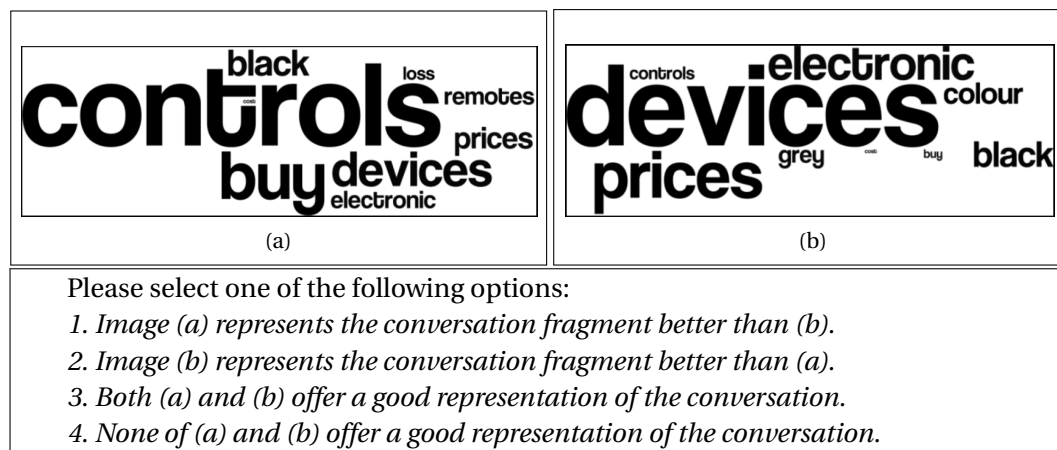 black
loss
controls
cost
remotes
prices
buy devices
electronic
(a)
controls
electronic
devices
colour
grey
cost
buy
black
prices
(b)
Please select one of the following options:
1. Image (a) represents the conversation fragment better than (b).
2. Image (b) represents the conversation fragment better than (a).
3. Both (a) and (b) offer a good representation of the conversation.
4. None of (a) and (b) offer a good representation of the conversation.